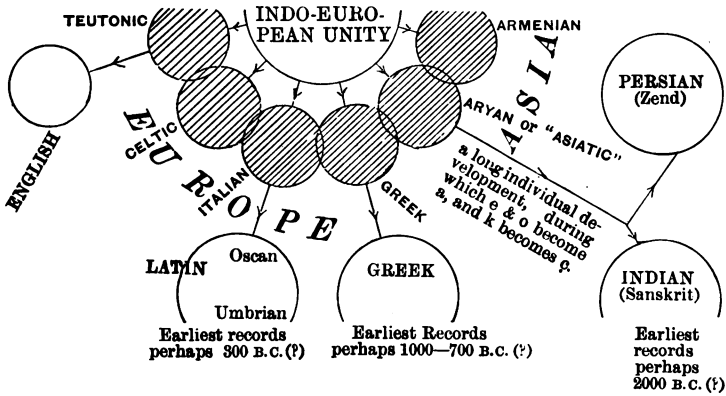 TEUTONIC
INDO-EURO-
PEAN UNITY
ARMENIAN
ASIA
PERSIAN
(Zend)
ARYAN or "ASIATIC"
CELTIC
EUROPE
ENGLISH
ITALIAN
GREEK
a long individual de-
velopment, during
which e & o become
a, and k becomes ç.
LATIN
Oscan
Umbrian
Earliest records
perhaps 300 B.C. (?)
GREEK
Earliest Records
perhaps 1000—700 B.C. (?)
INDIAN
(Sanskrit)
Earliest
records
perhaps
2000 B.C. (?)